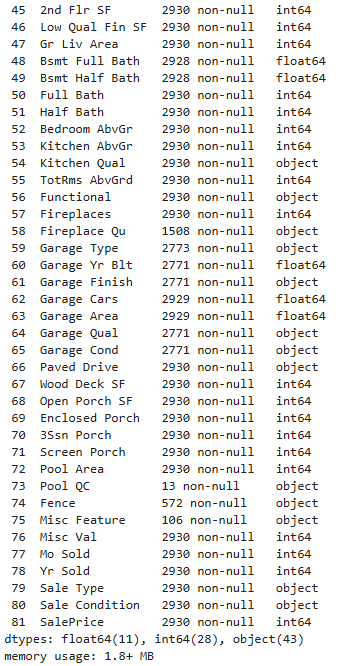 45 2nd Flr SF 2930 non-null int64
46 Low Qual Fin SF 2930 non-null int64
47 Gr Liv Area 2930 non-null int64
48 Bsmt Full Bath 2928 non-null float64
49 Bsmt Half Bath 2928 non-null float64
50 Full Bath 2930 non-null int64
51 Half Bath 2930 non-null int64
52 Bedroom AbvGr 2930 non-null int64
53 Kitchen AbvGr 2930 non-null int64
54 Kitchen Qual 2930 non-null object
55 TotRms AbvGrd 2930 non-null int64
56 Functional 2930 non-null object
57 Fireplaces 2930 non-null int64
58 Fireplace Qu 1508 non-null object
59 Garage Type 2773 non-null object
60 Garage Yr Blt 2771 non-null float64
61 Garage Finish 2771 non-null object
62 Garage Cars 2929 non-null float64
63 Garage Area 2929 non-null float64
64 Garage Qual 2771 non-null object
65 Garage Cond 2771 non-null object
66 Paved Drive 2930 non-null object
67 Wood Deck SF 2930 non-null int64
68 Open Porch SF 2930 non-null int64
69 Enclosed Porch 2930 non-null int64
70 3Ssn Porch 2930 non-null int64
71 Screen Porch 2930 non-null int64
72 Pool Area 2930 non-null int64
73 Pool QC 13 non-null object
74 Fence 572 non-null object
75 Misc Feature 106 non-null object
76 Misc Val 2930 non-null int64
77 Mo Sold 2930 non-null int64
78 Yr Sold 2930 non-null int64
79 Sale Type 2930 non-null object
80 Sale Condition 2930 non-null object
81 SalePrice 2930 non-null int64
dtypes: float64(11), int64(28), object(43)
memory usage: 1.8+ MB